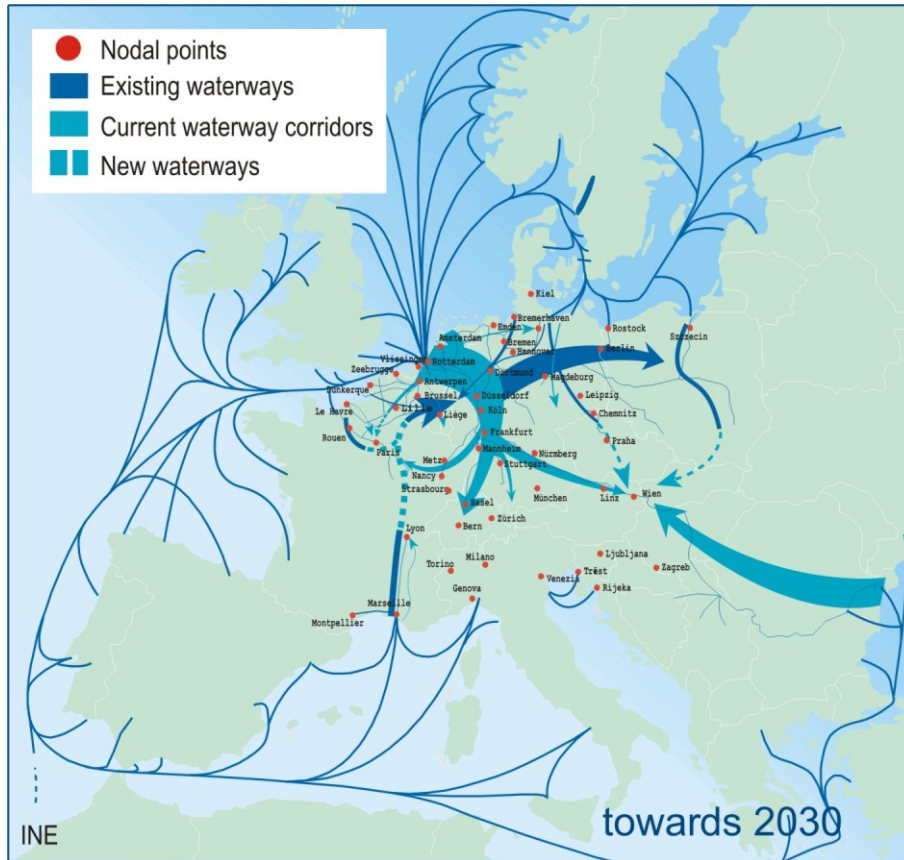 Nodal points
Existing waterways
Current waterway corridors
New waterways
Kiel
Bremerhaven
Emden
Rostock
Szczecin
Amsterdam
Bremen
Hannover
Berlin
Vlissingen
Rotterdam
Zeebrugge
Dortmund
Magdeburg
Antwerpen
Dunkerque
Brussel
Düsseldorf
Leipzig
Le Havre
Lille
Liège
Köln
Chemnitz
Rouen
Paris
Frankfurt
Praha
Mannheim
Metz
Nürmberg
Stuttgart
Nancy
Strasbourg
München
Linz
Wien
Basel
Zürich
Bern
Lyon
Ljubljana
Milano
Torino
Venezia
Trëst
Zagreb
Genova
Rijeka
Marseille
Montpellier
towards 2030
INE